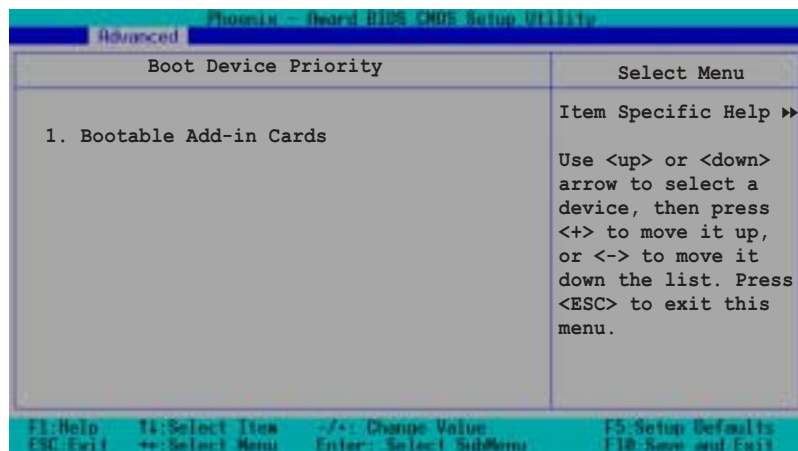 Phoenix - Award BIOS CMOS Setup Utility
Advanced
Boot Device Priority
Select Menu
1. Bootable Add-in Cards
Item Specific Help ▸▸
Use <up> or <down>
arrow to select a
device, then press
<+> to move it up,
or <-> to move it
down the list. Press
<ESC> to exit this
menu.
F1:Help ↑↓:Select Item -/+: Change Value F5:Setup Defaults
ESC:Exit ↔:Select Menu Enter: Select SubMenu F10:Save and Exit